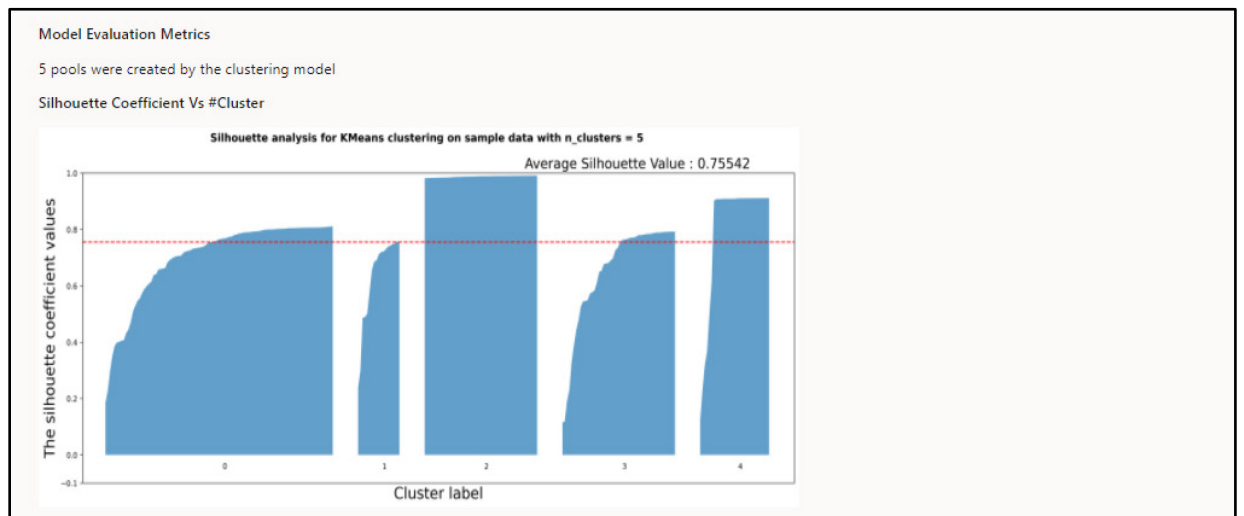 Model Evaluation Metrics
5 pools were created by the clustering model
Silhouette Coefficient Vs #Cluster
Silhouette analysis for KMeans clustering on sample data with n_clusters = 5
Average Silhouette Value : 0.75542
The silhouette coefficient values
1.0
0.8
0.6
0.4
0.2
0.0
-0.1
0 1 2 3 4
Cluster label